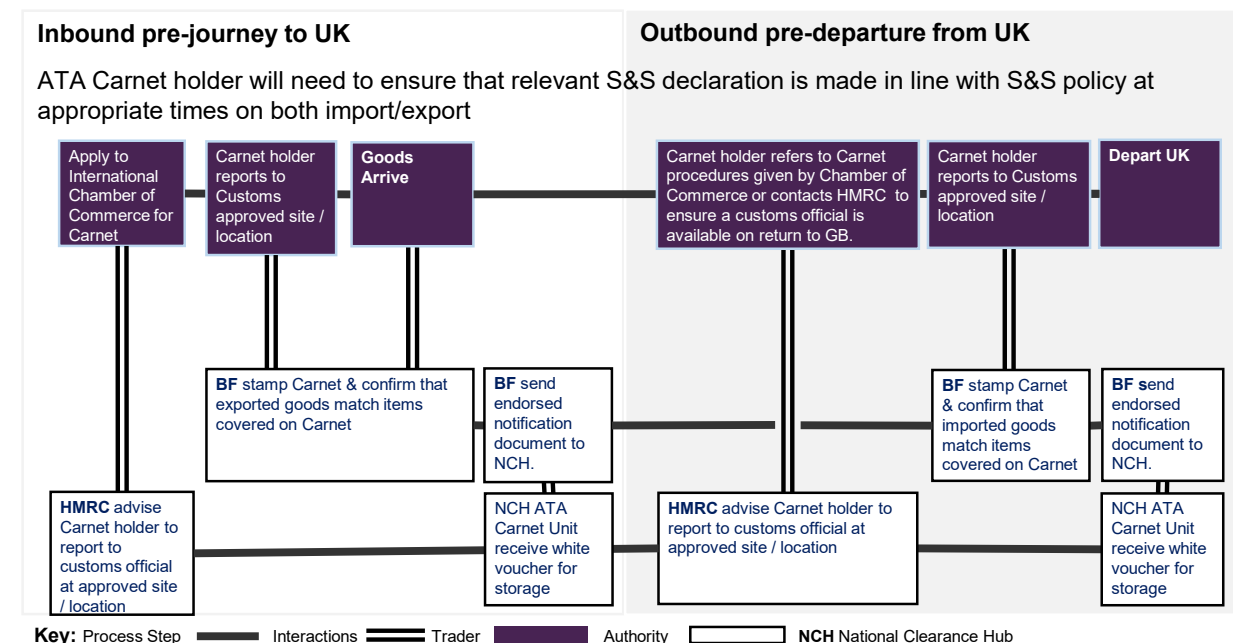 Inbound pre-journey to UK
Outbound pre-departure from UK
ATA Carnet holder will need to ensure that relevant S&S declaration is made in line with S&S policy at
appropriate times on both import/export
Apply to
International
Chamber of
Commerce for
Carnet
Carnet holder
reports to
Customs
approved site /
location
Goods
Arrive
Carnet holder refers to Carnet
procedures given by Chamber of
Commerce or contacts HMRC to
ensure a customs official is
available on return to GB.
Carnet holder
reports to Customs
approved site /
location
Depart UK
BF stamp Carnet & confirm that
exported goods match items
covered on Carnet
BF send
endorsed
notification
document to
NCH.
BF stamp Carnet
& confirm that
imported goods
match items
covered on Carnet
BF send
endorsed
notification
document to
NCH.
HMRC advise
Carnet holder to
report to
customs official
at approved site
/ location
NCH ATA
Carnet Unit
receive white
voucher for
storage
HMRC advise Carnet holder to
report to customs official at
approved site / location
NCH ATA
Carnet Unit
receive white
voucher for
storage
Key: Process Step Interactions Trader Authority NCH National Clearance Hub